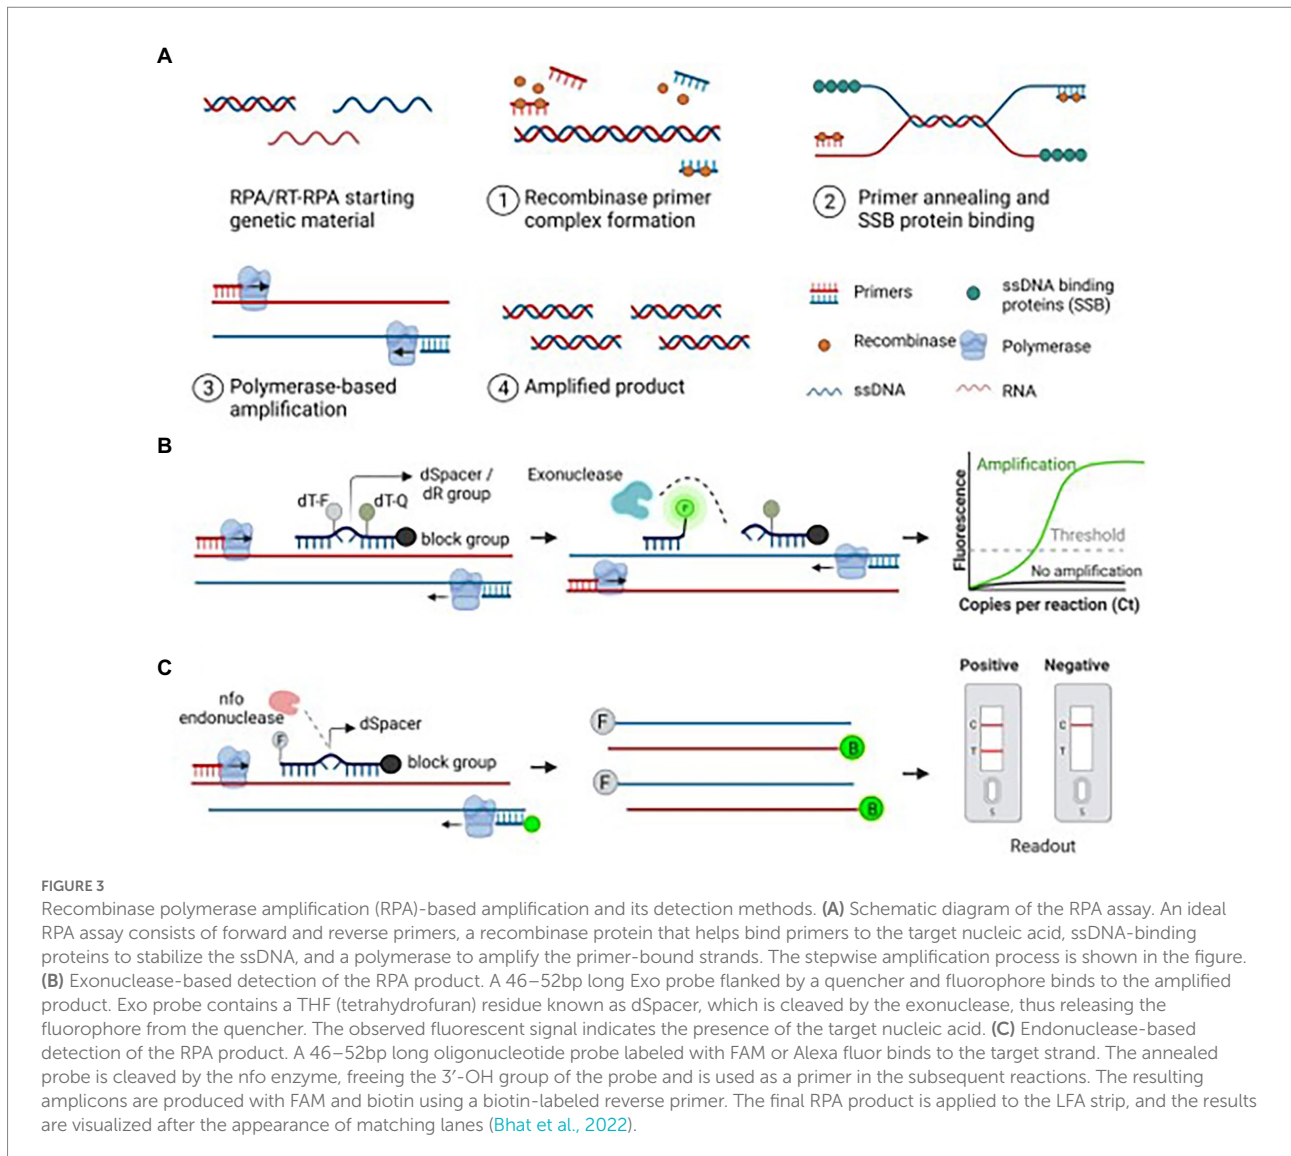 A
RPA/RT-RPA starting
genetic material
1 Recombinase primer
complex formation
2 Primer annealing and
SSB protein binding
3 Polymerase-based
amplification
4 Amplified product
Primers
ssDNA binding
proteins (SSB)
Recombinase
Polymerase
ssDNA
RNA
B
dT-F
dT-Q
dSpacer /
dR group
block group
Exonuclease
F
Fluorescence
Amplification
Threshold
No amplification
Copies per reaction (Ct)
C
nfo
endonuclease
F
dSpacer
block group
F
B
F
B
Positive
Negative
C
T
S
C
T
S
Readout
FIGURE 3
Recombinase polymerase amplification (RPA)-based amplification and its detection methods. (A) Schematic diagram of the RPA assay. An ideal
RPA assay consists of forward and reverse primers, a recombinase protein that helps bind primers to the target nucleic acid, ssDNA-binding
proteins to stabilize the ssDNA, and a polymerase to amplify the primer-bound strands. The stepwise amplification process is shown in the figure.
(B) Exonuclease-based detection of the RPA product. A 46–52bp long Exo probe flanked by a quencher and fluorophore binds to the amplified
product. Exo probe contains a THF (tetrahydrofuran) residue known as dSpacer, which is cleaved by the exonuclease, thus releasing the
fluorophore from the quencher. The observed fluorescent signal indicates the presence of the target nucleic acid. (C) Endonuclease-based
detection of the RPA product. A 46–52bp long oligonucleotide probe labeled with FAM or Alexa fluor binds to the target strand. The annealed
probe is cleaved by the nfo enzyme, freeing the 3′-OH group of the probe and is used as a primer in the subsequent reactions. The resulting
amplicons are produced with FAM and biotin using a biotin-labeled reverse primer. The final RPA product is applied to the LFA strip, and the results
are visualized after the appearance of matching lanes (Bhat et al., 2022).